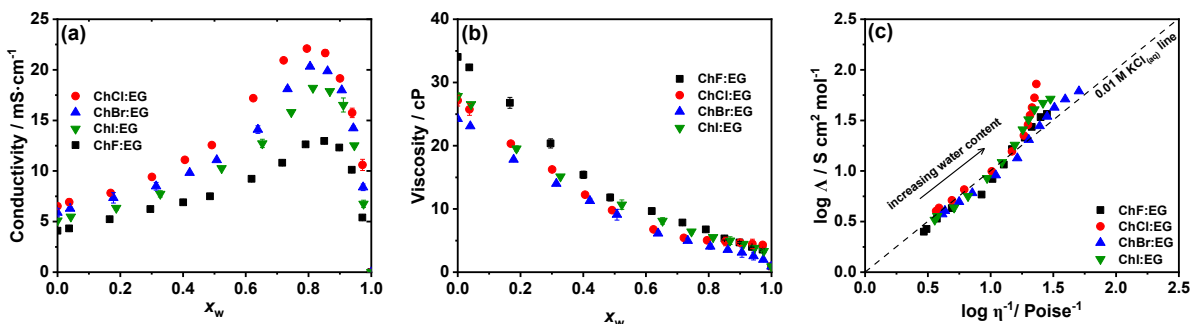 (a)
25
20
15
10
5
0
Conductivity / mS·cm⁻¹
ChCl:EG
ChBr:EG
ChI:EG
ChF:EG
0.0 0.2 0.4 0.6 0.8 1.0
x_w
(b)
50
40
30
20
10
0
Viscosity / cP
ChF:EG
ChCl:EG
ChBr:EG
ChI:EG
0.0 0.2 0.4 0.6 0.8 1.0
x_w
(c)
2.5
2.0
1.5
1.0
0.5
0.0
log Λ / S cm² mol⁻¹
increasing water content
0.01 M KCl(aq) line
ChF:EG
ChCl:EG
ChBr:EG
ChI:EG
0.0 0.5 1.0 1.5 2.0 2.5
log η⁻¹/ Poise⁻¹